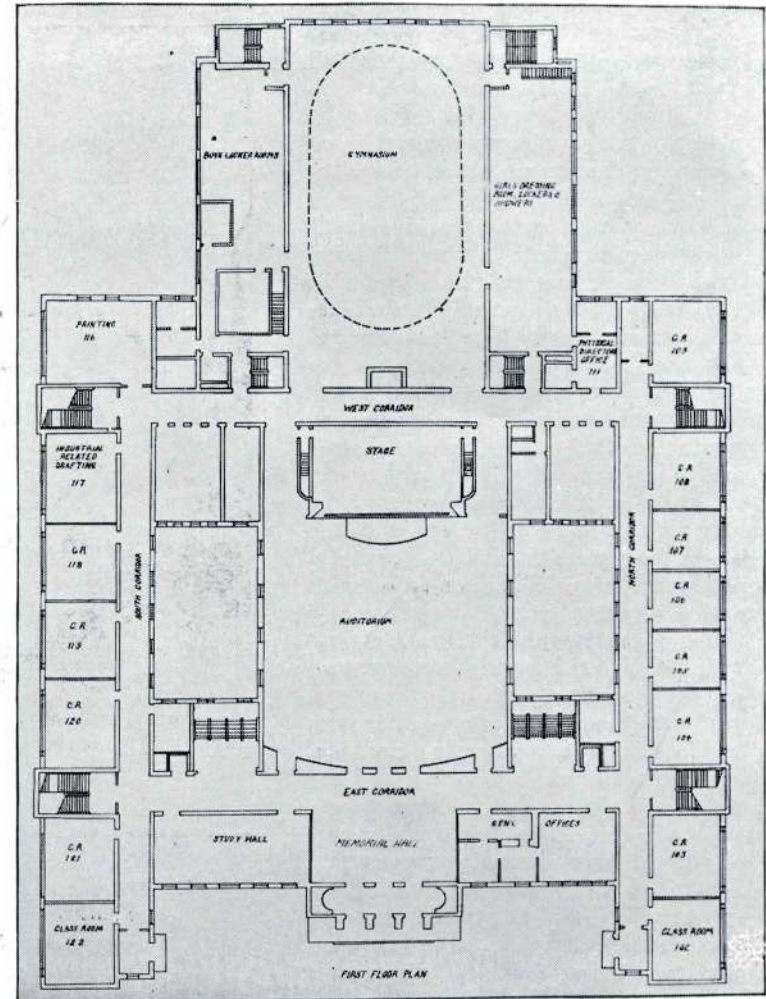 BOYS LOCKER ROOMS
GYMNASIUM
GIRLS DRESSING
ROOM, LOCKERS &
SHOWERS
PRINTING
116
PHYSICAL
DIRECTORS
OFFICE
111
C.R.
109
WEST CORRIDOR
STAGE
INDUSTRIAL
RELATED
DRAFTING
117
C.R.
108
C.R.
118
C.R.
107
SOUTH CORRIDOR
NORTH CORRIDOR
C.R.
106
AUDITORIUM
C.R.
119
C.R.
105
C.R.
120
C.R.
104
EAST CORRIDOR
STUDY HALL
MEMORIAL HALL
GENL
OFFICES
C.R.
121
C.R.
103
CLASS ROOM
122
CLASS ROOM
102
FIRST FLOOR PLAN